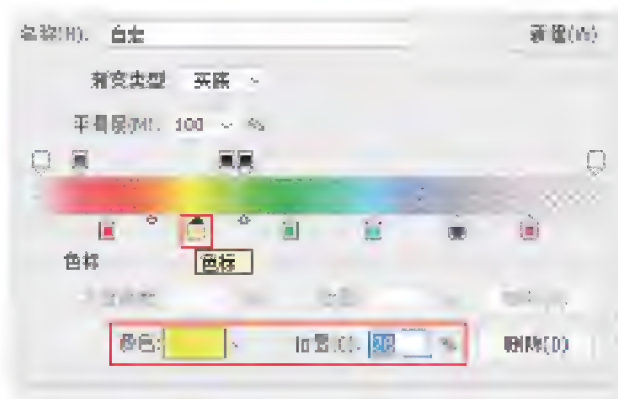 名称(N): 自定 新建(W)
渐变类型 实底
平滑度(M): 100 %
色标
色标
颜色: 位置(C): % 删除(D)